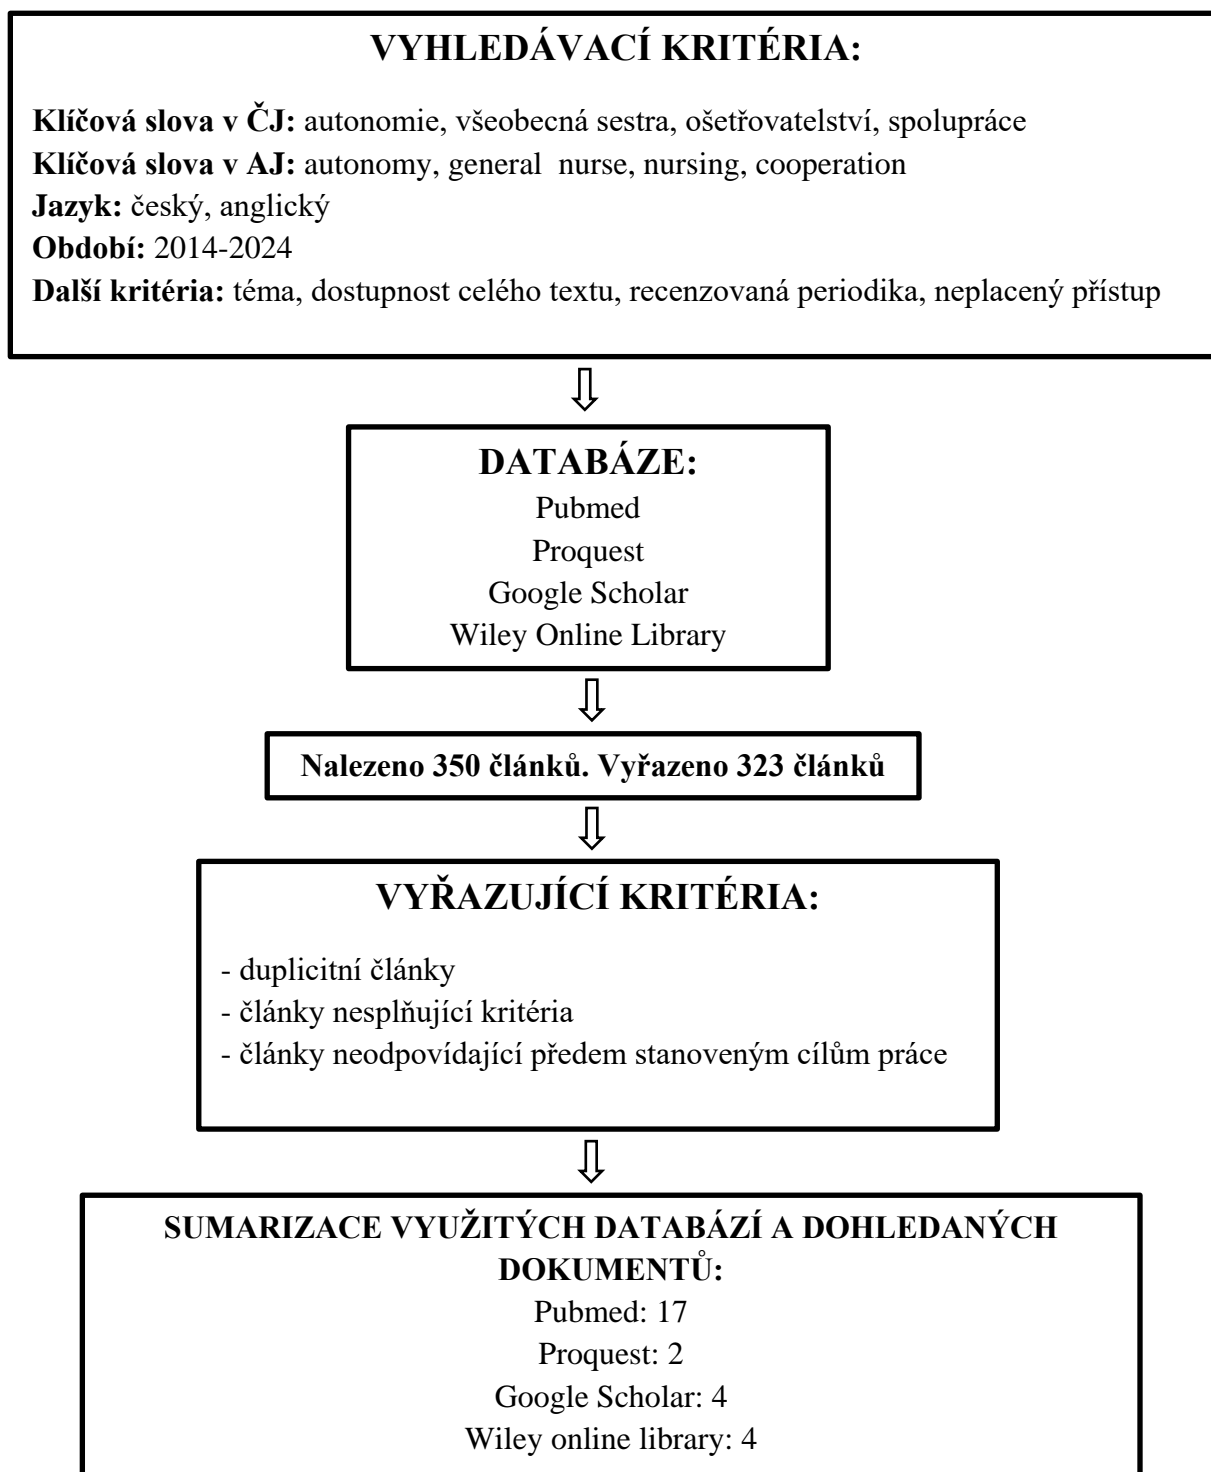 VYHLEDÁVACÍ KRITÉRIA:
Klíčová slova v ČJ: autonomie, všeobecná sestra, ošetřovatelství, spolupráce
Klíčová slova v AJ: autonomy, general  nurse, nursing, cooperation
Jazyk: český, anglický
Období: 2014-2024
Další kritéria: téma, dostupnost celého textu, recenzovaná periodika, neplacený přístup
DATABÁZE:
Pubmed
Proquest
Google Scholar
Wiley Online Library
Nalezeno 350 článků. Vyřazeno 323 článků
VYŘAZUJÍCÍ KRITÉRIA:
- duplicitní články
- články nesplňující kritéria
- články neodpovídající předem stanoveným cílům práce
SUMARIZACE VYUŽITÝCH DATABÁZÍ A DOHLEDANÝCH
DOKUMENTŮ:
Pubmed: 17
Proquest: 2
Google Scholar: 4
Wiley online library: 4